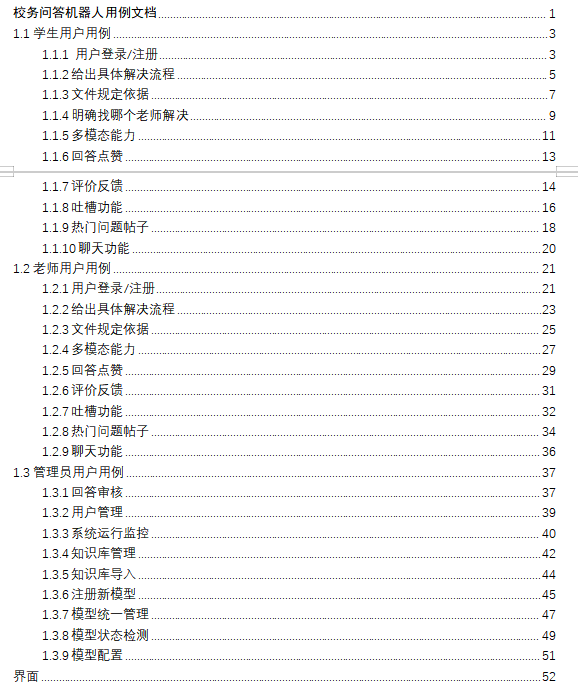 校务问答机器人用例文档 1
1.1 学生用户用例 3
1.1.1 用户登录/注册 3
1.1.2 给出具体解决流程 5
1.1.3 文件规定依据 7
1.1.4 明确找哪个老师解决 9
1.1.5 多模态能力 11
1.1.6 回答点赞 13
1.1.7 评价反馈 14
1.1.8 吐槽功能 16
1.1.9 热门问题帖子 18
1.1.10 聊天功能 20
1.2 老师用户用例 21
1.2.1 用户登录/注册 21
1.2.2 给出具体解决流程 23
1.2.3 文件规定依据 25
1.2.4 多模态能力 27
1.2.5 回答点赞 29
1.2.6 评价反馈 31
1.2.7 吐槽功能 32
1.2.8 热门问题帖子 34
1.2.9 聊天功能 36
1.3 管理员用户用例 37
1.3.1 回答审核 37
1.3.2 用户管理 39
1.3.3 系统运行监控 40
1.3.4 知识库管理 42
1.3.5 知识库导入 44
1.3.6 注册新模型 45
1.3.7 模型统一管理 47
1.3.8 模型状态检测 49
1.3.9 模型配置 51
界面 52